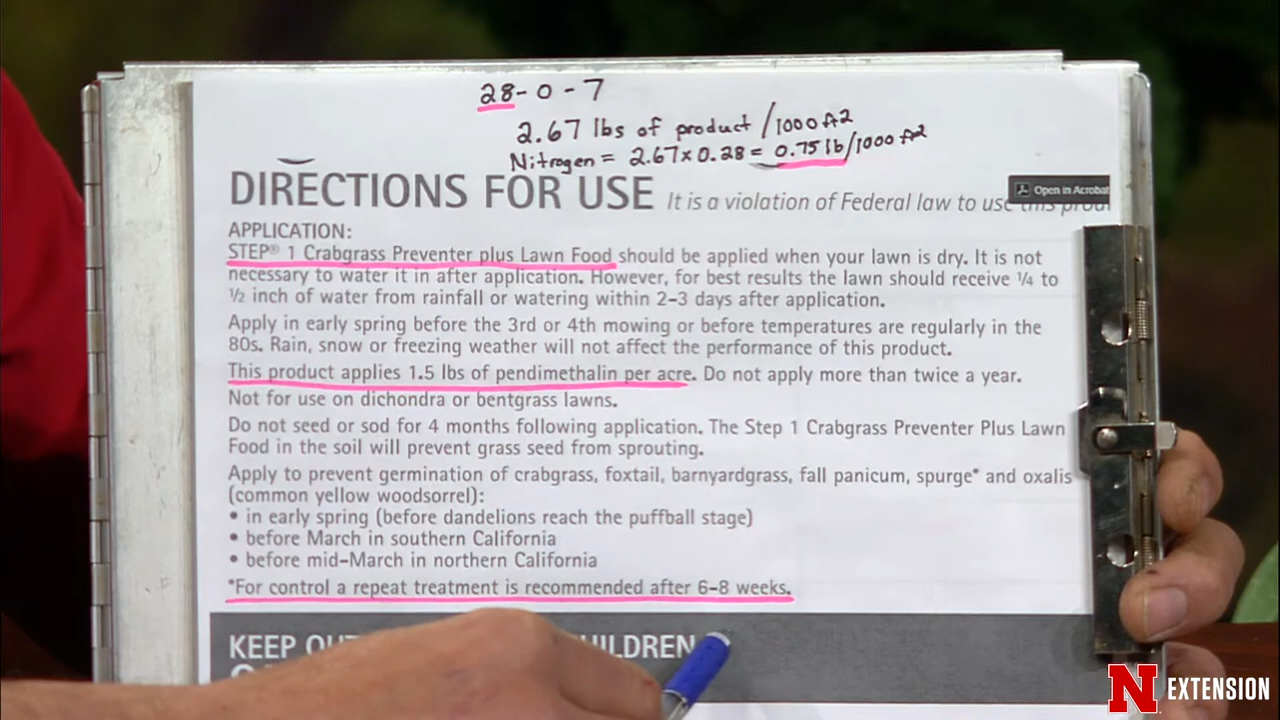 28-0-7
2.67 lbs of product/1000 ft2
Nitrogen = 2.67x0.28 = 0.75 lb/1000 ft2
DIRECTIONS FOR USE It is a violation of Federal law to use this
Open in Acrobat
APPLICATION:
STEP® 1 Crabgrass Preventer plus Lawn Food should be applied when your lawn is dry. It is not
necessary to water it in after application. However, for best results the lawn should receive ¼ to
½ inch of water from rainfall or watering within 2–3 days after application.
Apply in early spring before the 3rd or 4th mowing or before temperatures are regularly in the
80s. Rain, snow or freezing weather will not affect the performance of this product.
This product applies 1.5 lbs of pendimethalin per acre. Do not apply more than twice a year.
Not for use on dichondra or bentgrass lawns.
Do not seed or sod for 4 months following application. The Step 1 Crabgrass Preventer Plus Lawn
Food in the soil will prevent grass seed from sprouting.
Apply to prevent germination of crabgrass, foxtail, barnyardgrass, fall panicum, spurge* and oxalis
(common yellow woodsorrel):
• in early spring (before dandelions reach the puffball stage)
• before March in southern California
• before mid–March in northern California
*For control a repeat treatment is recommended after 6–8 weeks.
KEEP
N EXTENSION